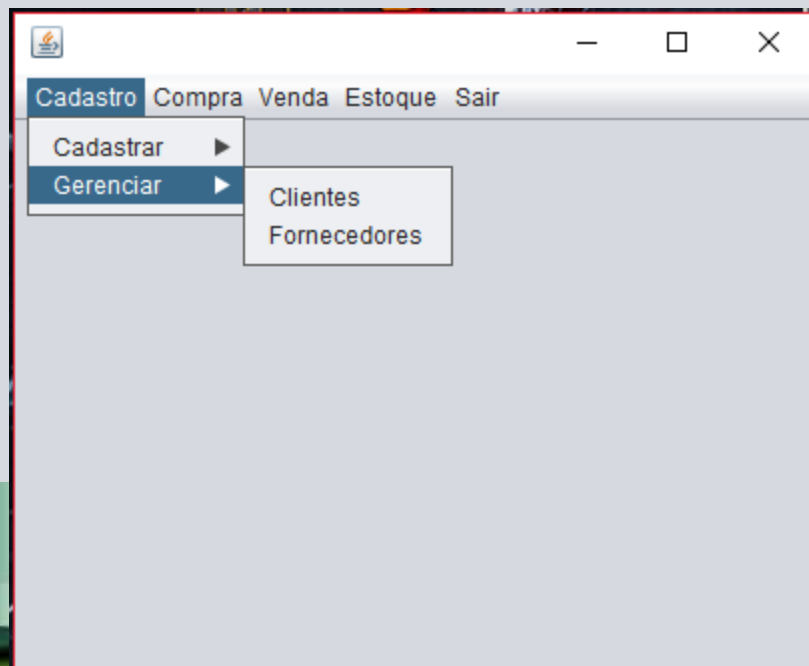 Cadastro Compra Venda Estoque Sair
Cadastrar
Gerenciar
Clientes
Fornecedores